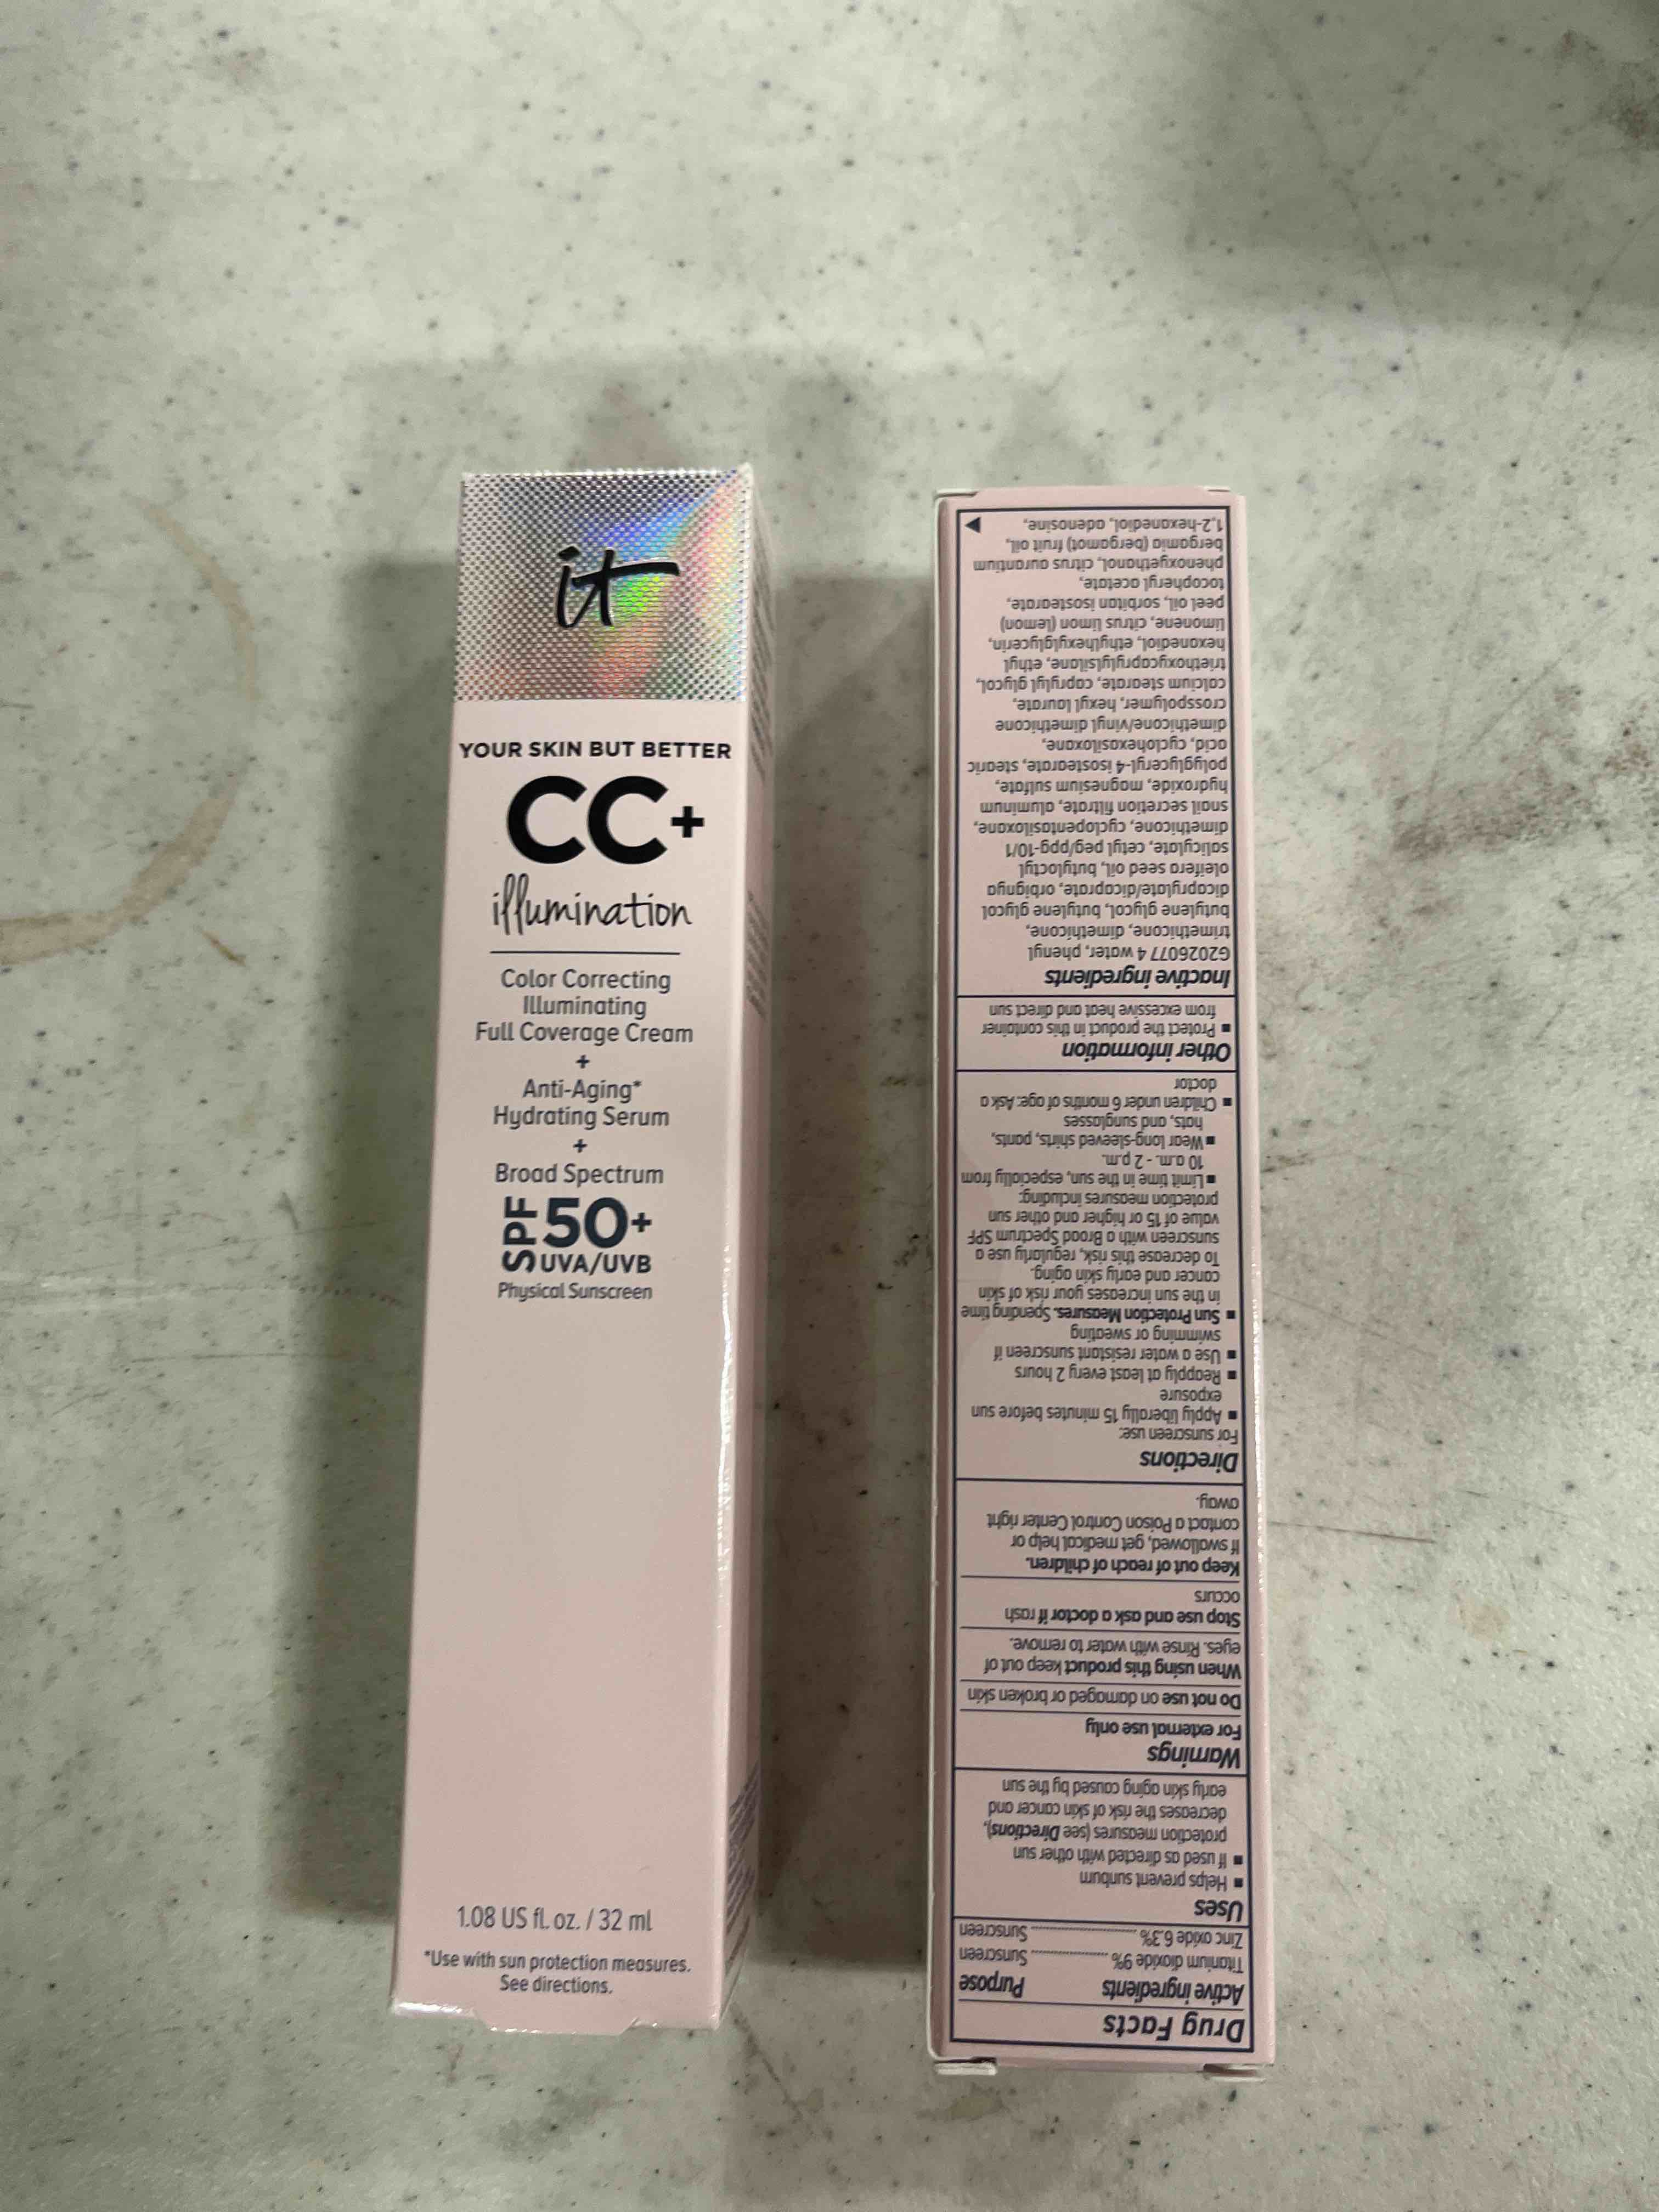 it
YOUR SKIN BUT BETTER
CC+
illumination
Color Correcting
Illuminating
Full Coverage Cream
+
Anti-Aging*
Hydrating Serum
+
Broad Spectrum
SPF 50+
UVA/UVB
Physical Sunscreen
1.08 US fl. oz. / 32 ml
*Use with sun protection measures.
See directions.
Drug Facts
Active ingredients Purpose
Titanium dioxide 9% .................... Sunscreen
Zinc oxide 6.3% ........................... Sunscreen
Uses
■ Helps prevent sunburn
■ If used as directed with other sun
protection measures (see Directions),
decreases the risk of skin cancer and
early skin aging caused by the sun
Warnings
For external use only
Do not use on damaged or broken skin
When using this product keep out of
eyes. Rinse with water to remove.
Stop use and ask a doctor if rash
occurs
Keep out of reach of children.
If swallowed, get medical help or
contact a Poison Control Center right
away.
Directions
For sunscreen use:
■ Apply liberally 15 minutes before sun
exposure
■ Reapply at least every 2 hours
■ Use a water resistant sunscreen if
swimming or sweating
■ Sun Protection Measures. Spending time
in the sun increases your risk of skin
cancer and early skin aging.
To decrease this risk, regularly use a
sunscreen with a Broad Spectrum SPF
value of 15 or higher and other sun
protection measures including:
■ Limit time in the sun, especially from
10 a.m. - 2 p.m.
■ Wear long-sleeved shirts, pants,
hats, and sunglasses
■ Children under 6 months of age: Ask a
doctor
Other information
■ Protect the product in this container
from excessive heat and direct sun
Inactive ingredients
G2026077 4 water, phenyl
trimethicone, dimethicone,
butylene glycol, butylene glycol
dicaprylate/dicaprate, orbignya
oleifera seed oil, butyloctyl
salicylate, cetyl peg/ppg-10/1
dimethicone, cyclopentasiloxane,
snail secretion filtrate, aluminum
hydroxide, magnesium sulfate,
polyglyceryl-4 isostearate, stearic
acid, cyclohexasiloxane,
dimethicone/vinyl dimethicone
crosspolymer, hexyl laurate,
calcium stearate, caprylyl glycol,
triethoxycaprylylsilane, ethyl
hexanediol, ethylhexylglycerin,
limonene, citrus limon (lemon)
peel oil, sorbitan isostearate,
tocopheryl acetate,
phenoxyethanol, citrus aurantium
bergamia (bergamot) fruit oil,
1,2-hexanediol, adenosine,